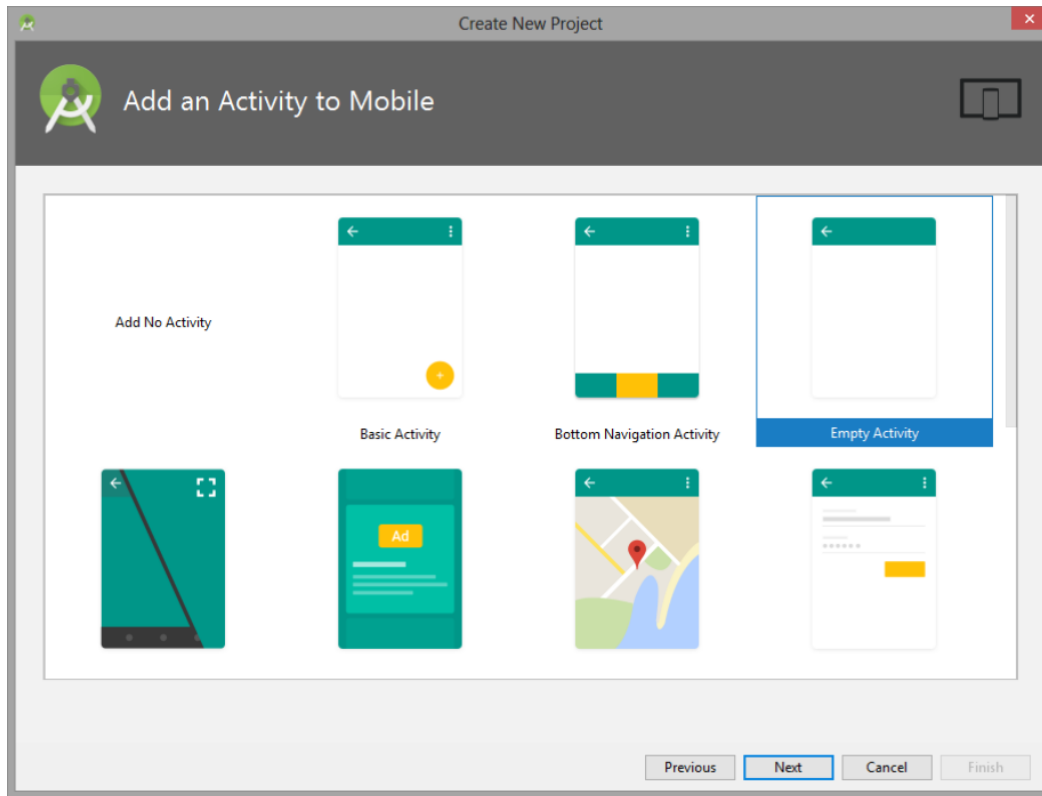 Create New Project
Add an Activity to Mobile
Add No Activity
Basic Activity
Bottom Navigation Activity
Empty Activity
Ad
Previous
Next
Cancel
Finish